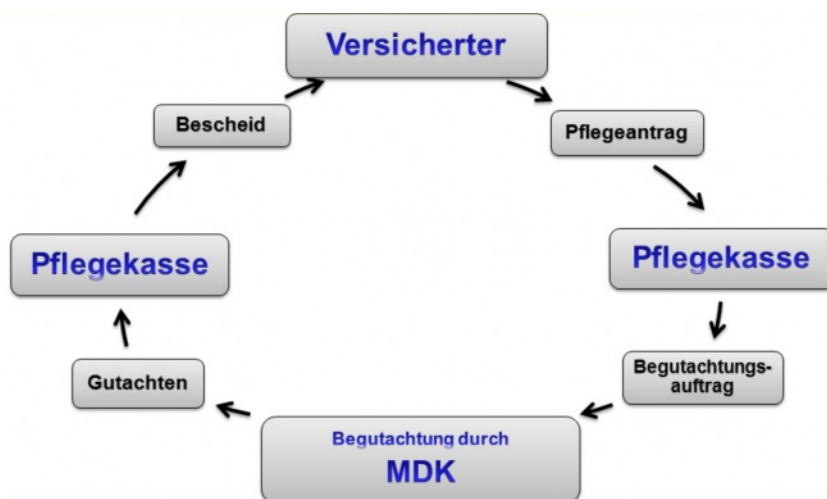 Versicherter
Bescheid
Pflegeantrag
Pflegekasse
Pflegekasse
Gutachten
Begutachtungs-
auftrag
Begutachtung durch
MDK